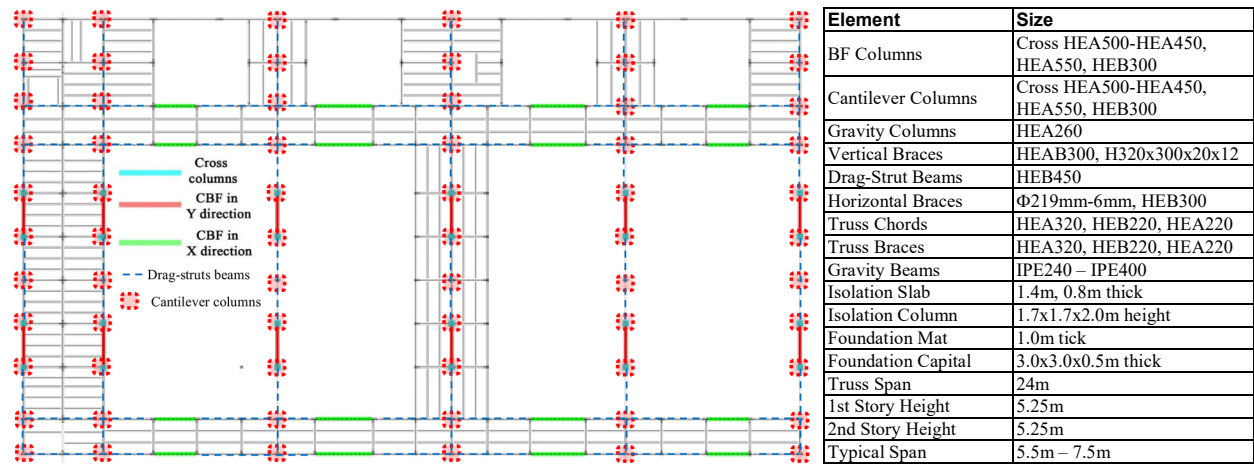 Cross
columns
CBF in
Y direction
CBF in
X direction
Drag-struts beams
Cantilever columns
Element Size
BF Columns Cross HEA500-HEA450,
HEA550, HEB300
Cantilever Columns Cross HEA500-HEA450,
HEA550, HEB300
Gravity Columns HEA260
Vertical Braces HEAB300, H320x300x20x12
Drag-Strut Beams HEB450
Horizontal Braces Φ219mm-6mm, HEB300
Truss Chords HEA320, HEB220, HEA220
Truss Braces HEA320, HEB220, HEA220
Gravity Beams IPE240 – IPE400
Isolation Slab 1.4m, 0.8m thick
Isolation Column 1.7x1.7x2.0m height
Foundation Mat 1.0m tick
Foundation Capital 3.0x3.0x0.5m thick
Truss Span 24m
1st Story Height 5.25m
2nd Story Height 5.25m
Typical Span 5.5m – 7.5m